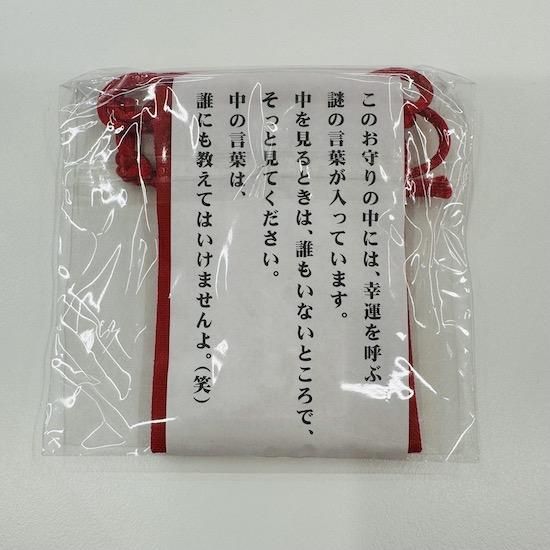 このお守りの中には、幸運を呼ぶ
謎の言葉が入っています。
中を見るときは、誰もいないところで、
そっと見てください。
中の言葉は、
誰にも教えてはいけませんよ。(笑)